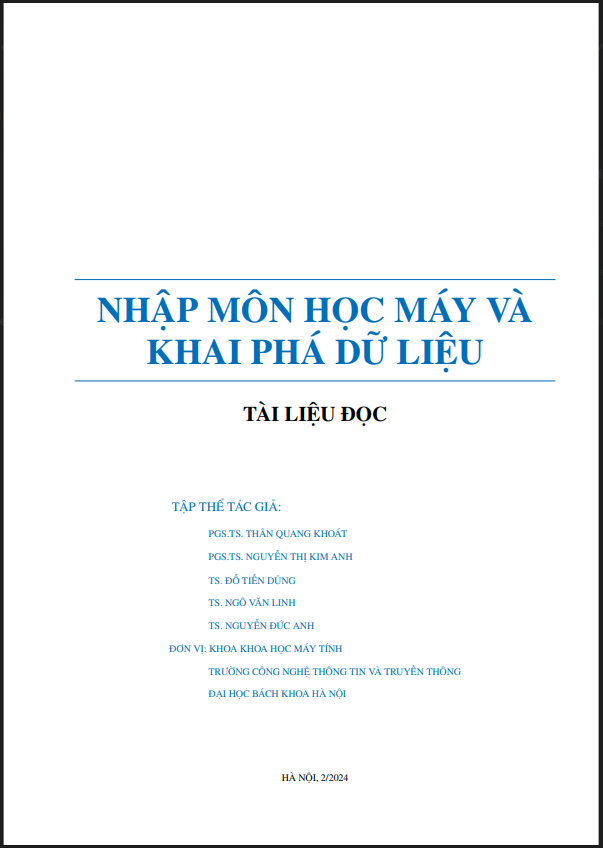 NHẬP MÔN HỌC MÁY VÀ
KHAI PHÁ DỮ LIỆU
TÀI LIỆU ĐỌC
TẬP THỂ TÁC GIẢ:
PGS.TS. THÂN QUANG KHOÁT
PGS.TS. NGUYỄN THỊ KIM ANH
TS. ĐỖ TIẾN DŨNG
TS. NGÔ VĂN LINH
TS. NGUYỄN ĐỨC ANH
ĐƠN VỊ: KHOA KHOA HỌC MÁY TÍNH
TRƯỜNG CÔNG NGHỆ THÔNG TIN VÀ TRUYỀN THÔNG
ĐẠI HỌC BÁCH KHOA HÀ NỘI
HÀ NỘI, 2/2024